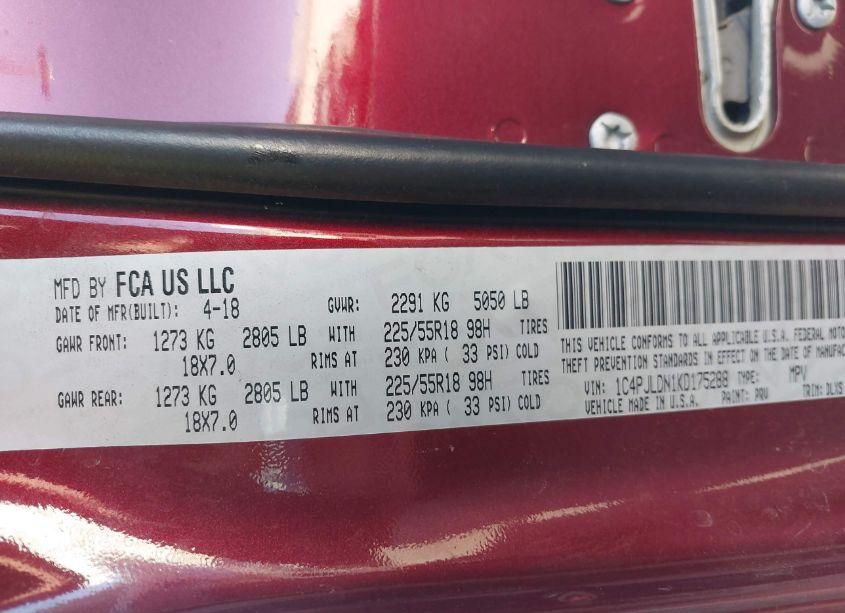 MFD BY FCA US LLC
DATE OF MFR(BUILT): 4-18 GVWR: 2291 KG 5050 LB
GAWR FRONT: 1273 KG 2805 LB WITH 225/55R18 98H TIRES
18X7.0 RIMS AT 230 KPA ( 33 PSI) COLD
GAWR REAR: 1273 KG 2805 LB WITH 225/55R18 98H TIRES
18X7.0 RIMS AT 230 KPA ( 33 PSI) COLD
THIS VEHICLE CONFORMS TO ALL APPLICABLE U.S.A. FEDERAL MOTO
THEFT PREVENTION STANDARDS IN EFFECT ON THE DATE OF MANUFAC
VIN: 1C4PJLDN1KD175288 TYPE: MPV
VEHICLE MADE IN U.S.A. PAINT: PRV TRIM: DLXS